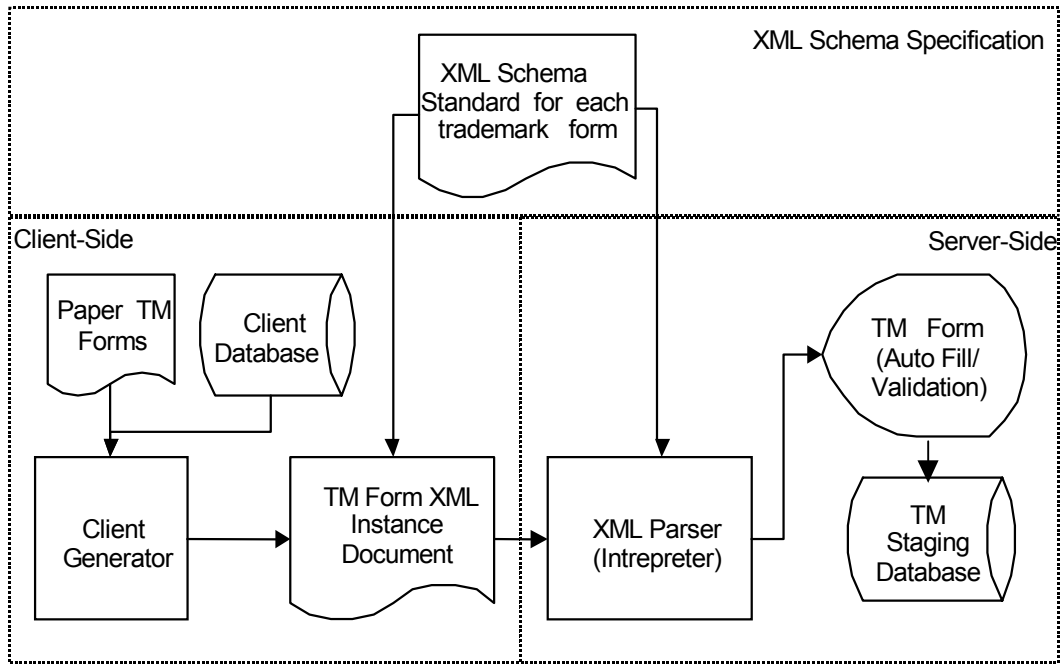 XML Schema Specification
XML Schema
Standard for each
trademark form
Client-Side
Server-Side
Paper TM
Forms
Client
Database
TM Form
(Auto Fill/
Validation)
Client
Generator
TM Form XML
Instance
Document
XML Parser
(Intrepreter)
TM
Staging
Database